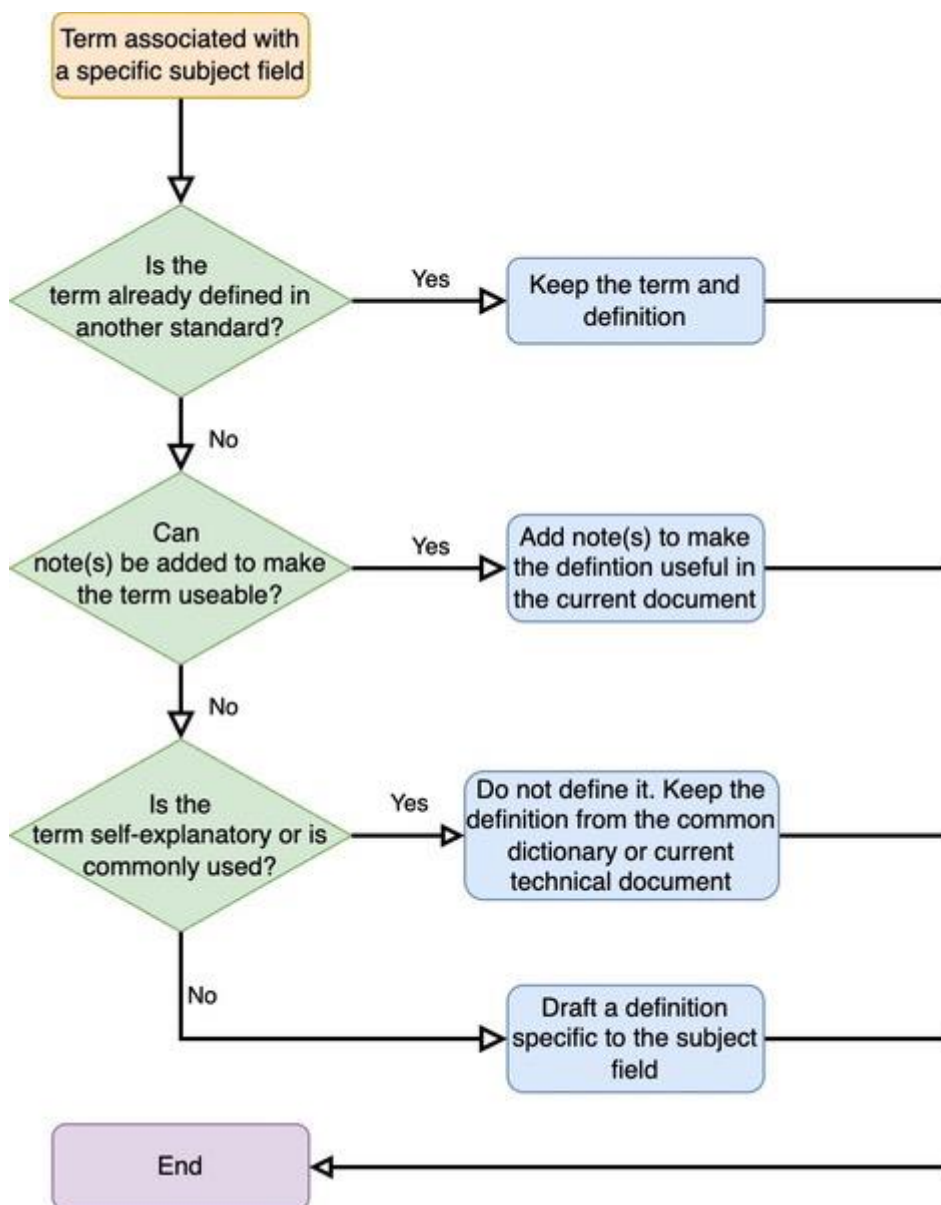 Term associated with
a specific subject field
Is the
term already defined in
another standard?
Yes
Keep the term and
definition
No
Can
note(s) be added to make
the term useable?
Yes
Add note(s) to make
the defintion useful in
the current document
No
Is the
term self-explanatory or is
commonly used?
Yes
Do not define it. Keep the
definition from the common
dictionary or current
technical document
No
Draft a definition
specific to the subject
field
End